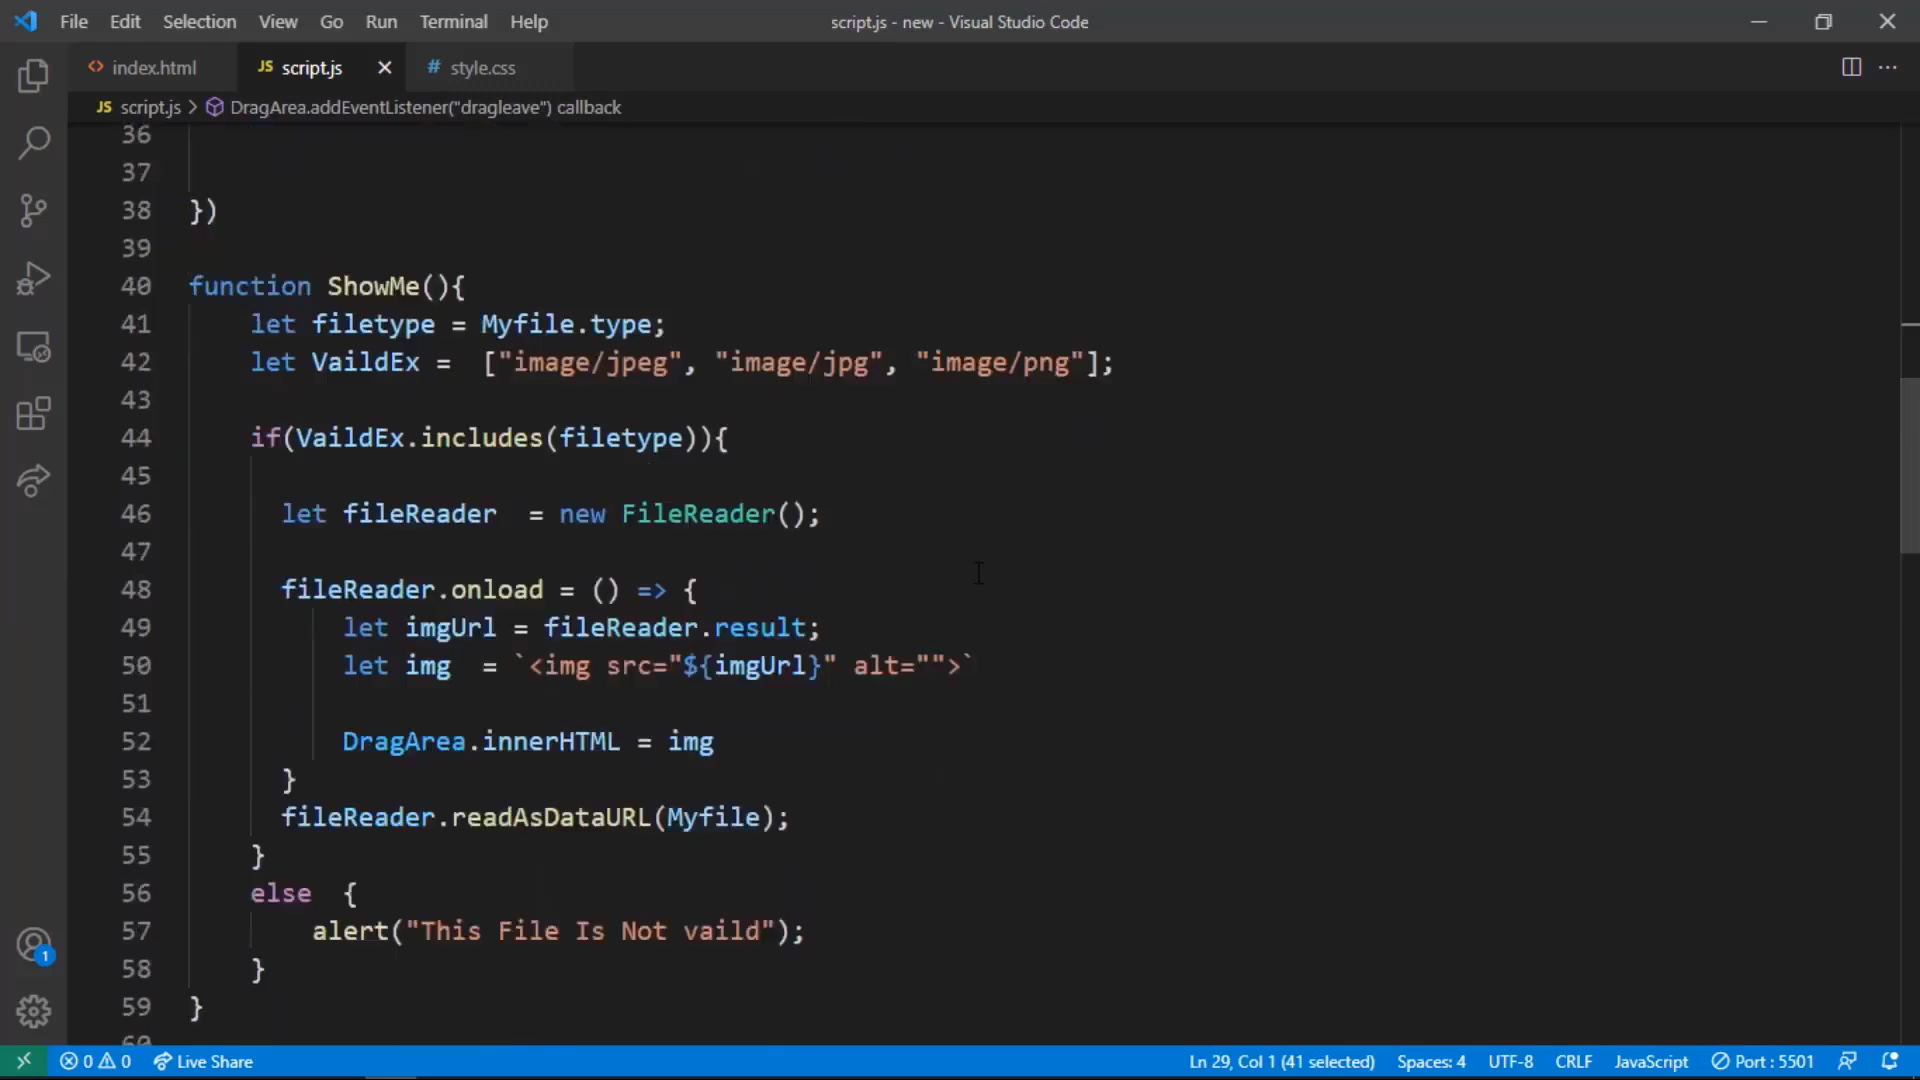 File Edit Selection View Go Run Terminal Help script.js - new - Visual Studio Code
index.html JS script.js # style.css
JS script.js > DragArea.addEventListener("dragleave") callback
36
37
38 })
39
40 function ShowMe(){
41 let filetype = Myfile.type;
42 let VaildEx =  ["image/jpeg", "image/jpg", "image/png"];
43
44 if(VaildEx.includes(filetype)){
45
46 let fileReader  = new FileReader();
47
48 fileReader.onload = () => {
49 let imgUrl = fileReader.result;
50 let img  = `<img src="${imgUrl}" alt="">`
51
52 DragArea.innerHTML = img
53 }
54 fileReader.readAsDataURL(Myfile);
55 }
56 else  {
57 alert("This File Is Not vaild");
58 }
59 }
60
1
0 0 Live Share Ln 29, Col 1 (41 selected) Spaces: 4 UTF-8 CRLF JavaScript Port : 5501